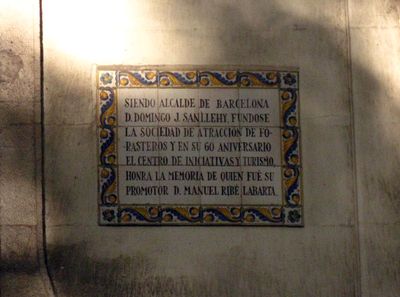 SIENDO ALCALDE DE BARCELONA
D. DOMINGO J. SANLLEHY, FUNDOSE
LA SOCIEDAD DE ATRACCIÓN DE FO-
RASTEROS Y EN SU 60 ANIVERSARIO
EL CENTRO DE INICIATIVAS Y TURISMO,
HONRA LA MEMORIA DE QUIEN FUÉ SU
PROMOTOR D. MANUEL RIBÉ LABARTA.